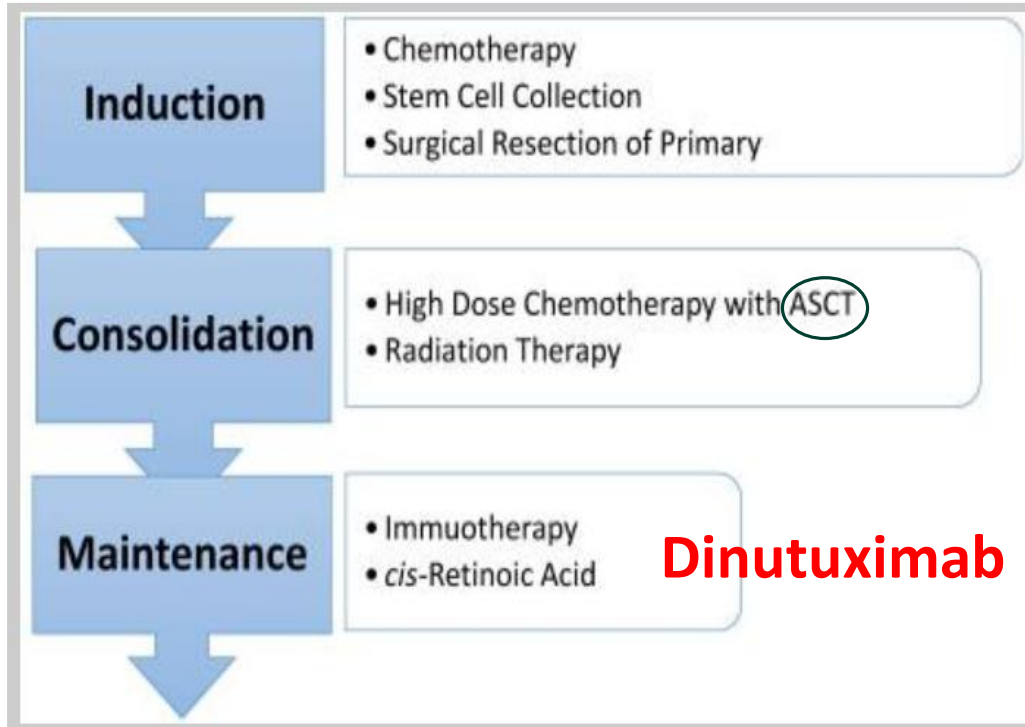 Induction
• Chemotherapy
• Stem Cell Collection
• Surgical Resection of Primary
Consolidation
• High Dose Chemotherapy with ASCT
• Radiation Therapy
Maintenance
• Immuotherapy
• cis-Retinoic Acid
Dinutuximab